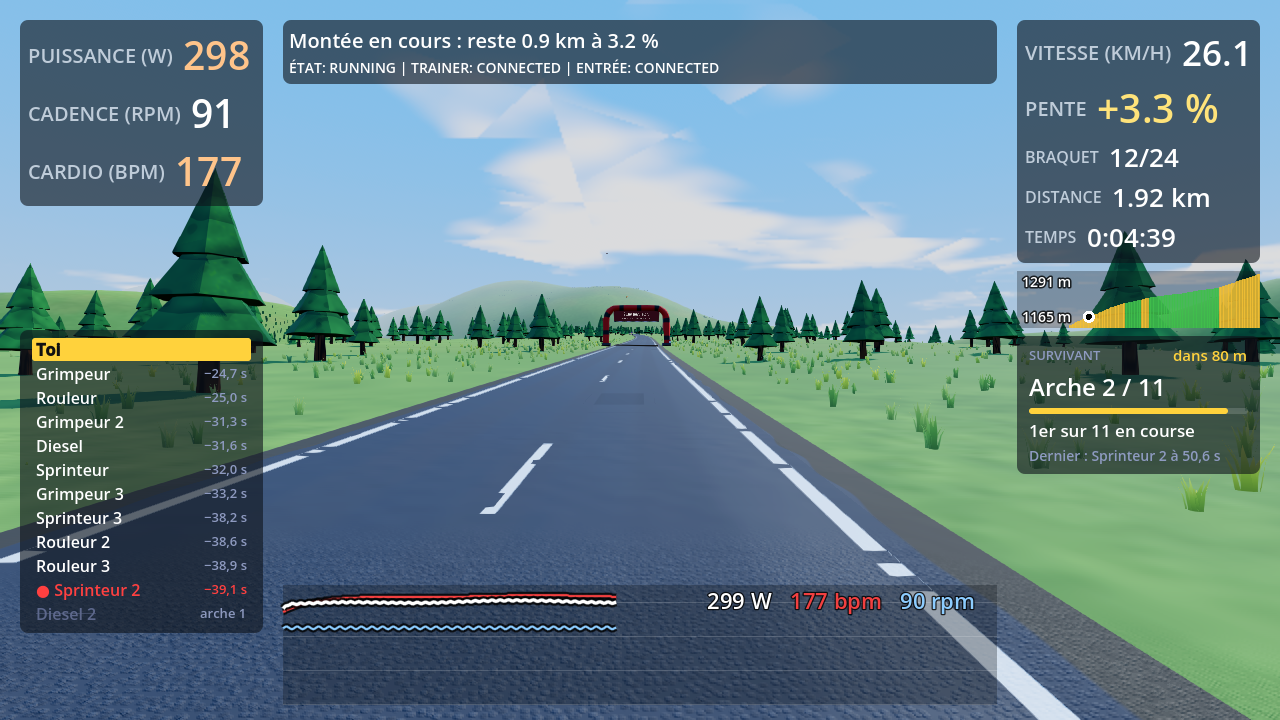 PUISSANCE (W) 298
CADENCE (RPM) 91
CARDIO (BPM) 177
Montée en cours : reste 0.9 km à 3.2 %
ÉTAT: RUNNING | TRAINER: CONNECTED | ENTRÉE: CONNECTED
VITESSE (KM/H) 26.1
PENTE +3.3 %
BRAQUET 12/24
DISTANCE 1.92 km
TEMPS 0:04:39
1291 m
1165 m
SURVIVANT dans 80 m
Arche 2 / 11
1er sur 11 en course
Dernier : Sprinteur 2 à 50,6 s
Toi
Grimpeur −24,7 s
Rouleur −25,0 s
Grimpeur 2 −31,3 s
Diesel −31,6 s
Sprinteur −32,0 s
Grimpeur 3 −33,2 s
Sprinteur 3 −38,2 s
Rouleur 2 −38,6 s
Rouleur 3 −38,9 s
Sprinteur 2 −39,1 s
Diesel 2 arche 1
299 W 177 bpm 90 rpm